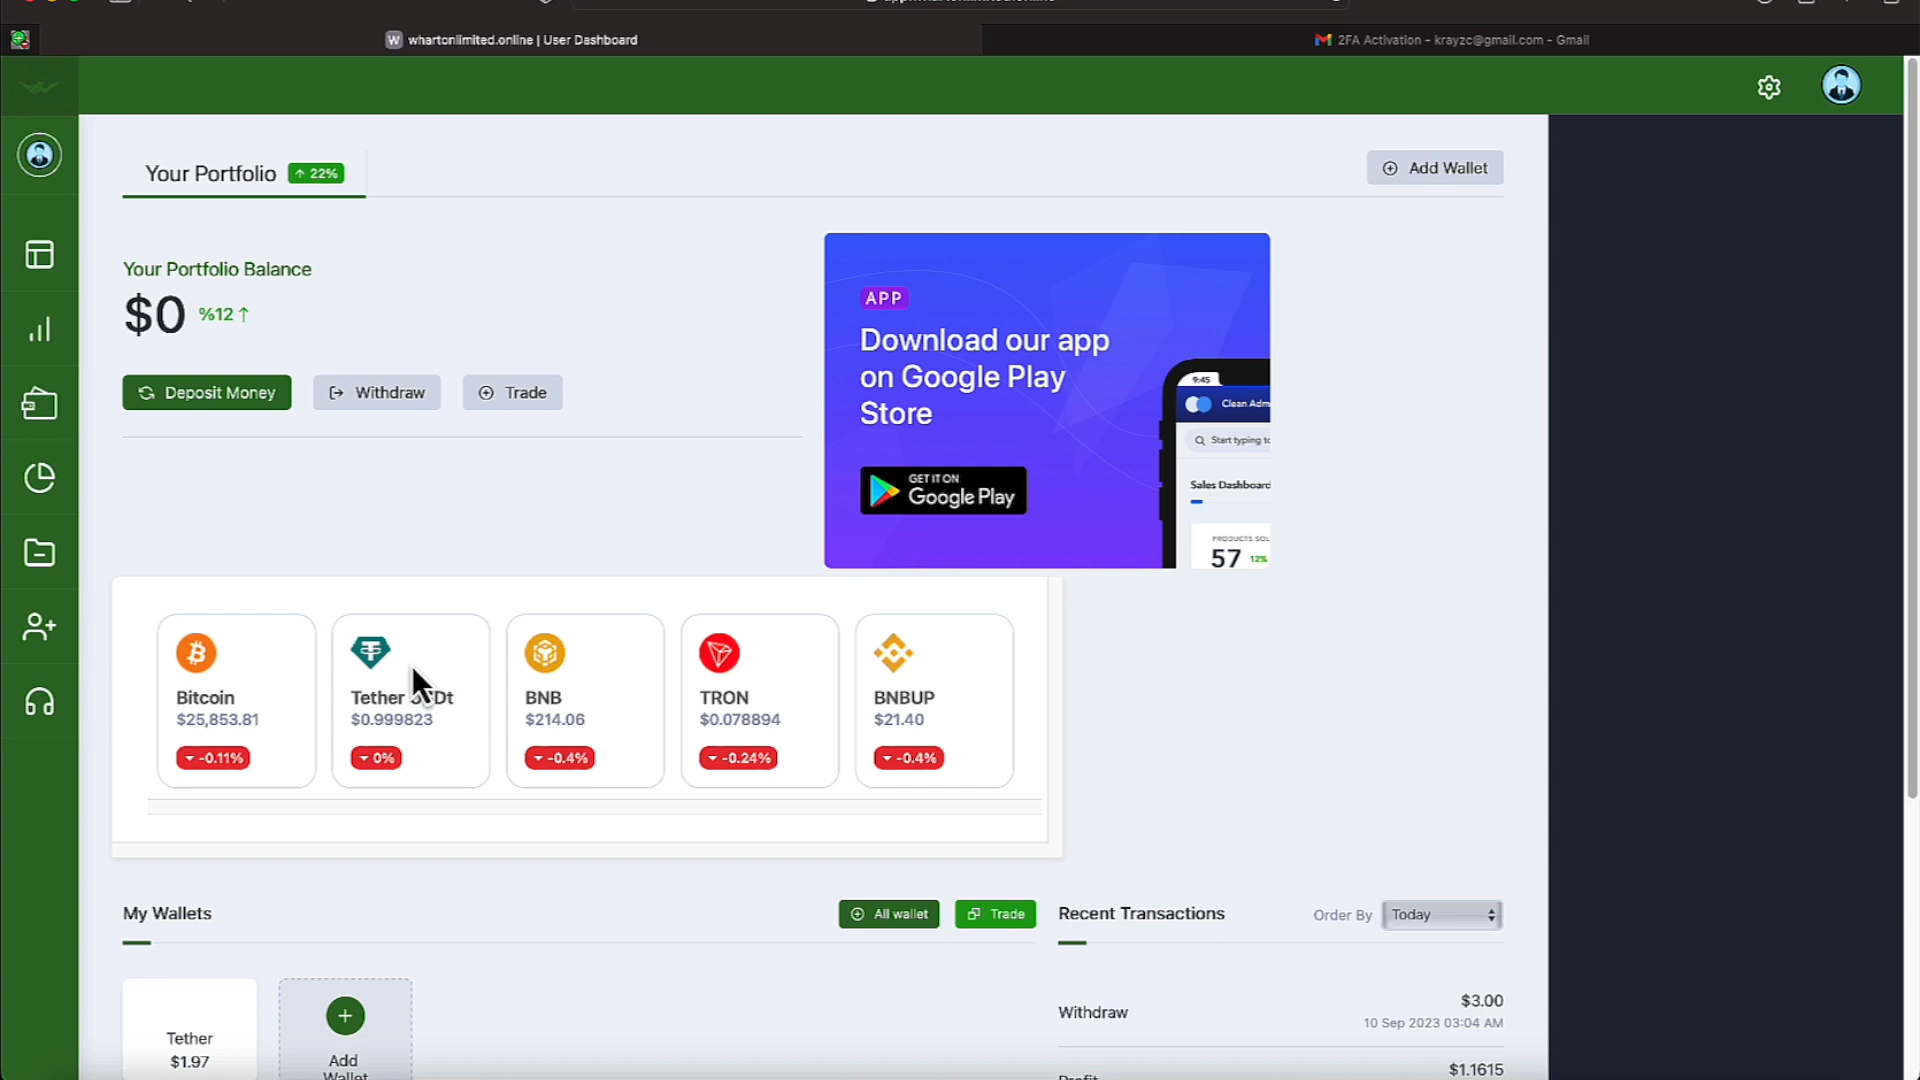 whartonlimited.online | User Dashboard
2FA Activation - krayzc@gmail.com - Gmail
Your Portfolio ↑ 22%
Add Wallet
Your Portfolio Balance
$0 %12 ↑
Deposit Money
Withdraw
Trade
APP
Download our app
on Google Play
Store
GET IT ON
Google Play
9:45
Clean Adm
Start typing to
Sales Dashboard
PRODUCTS SOL
57 12%
Bitcoin
$25,853.81
-0.11%
Tether
$0.999823
0%
BNB
$214.06
-0.4%
TRON
$0.078894
-0.24%
BNBUP
$21.40
-0.4%
My Wallets
All wallet
Trade
Tether
$1.97
Add
Wallet
Recent Transactions
Order By Today
Withdraw $3.00
10 Sep 2023 03:04 AM
Profit $1.1615